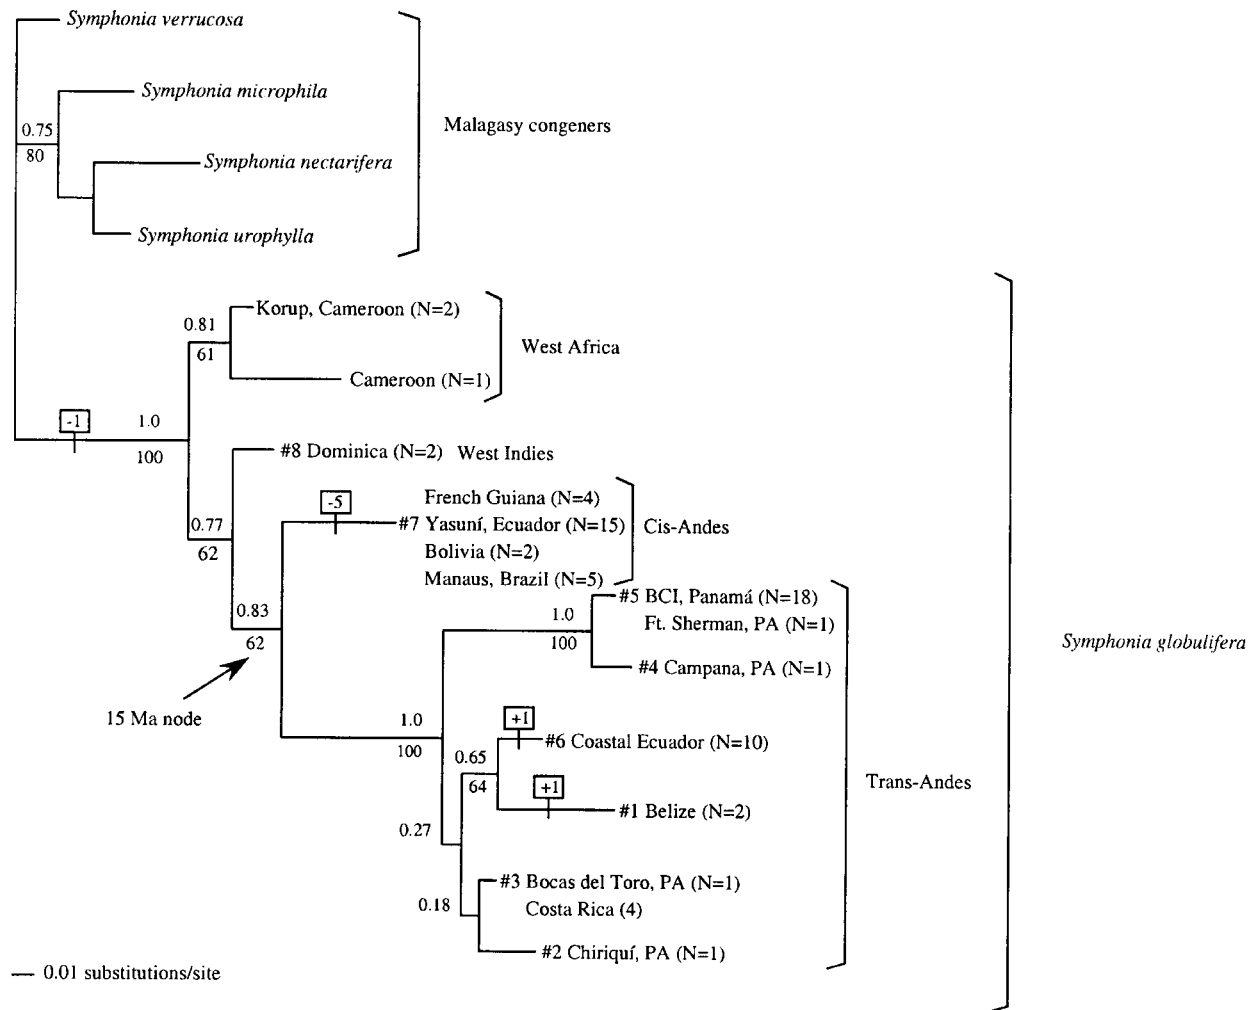 Symphonia verrucosa
Symphonia microphila
0.75
80
Malagasy congeners
Symphonia nectarifera
Symphonia urophylla
Korup, Cameroon (N=2)
0.81
61
West Africa
Cameroon (N=1)
-1
1.0
100
#8 Dominica (N=2) West Indies
-5
French Guiana (N=4)
#7 Yasuní, Ecuador (N=15)
Cis-Andes
0.77
62
Bolivia (N=2)
Manaus, Brazil (N=5)
#5 BCI, Panamá (N=18)
0.83
62
1.0
100
Ft. Sherman, PA (N=1)
Symphonia globulifera
#4 Campana, PA (N=1)
15 Ma node
1.0
100
+1
#6 Coastal Ecuador (N=10)
0.65
64
Trans-Andes
+1
#1 Belize (N=2)
0.27
#3 Bocas del Toro, PA (N=1)
Costa Rica (4)
0.18
#2 Chiriquí, PA (N=1)
0.01 substitutions/site